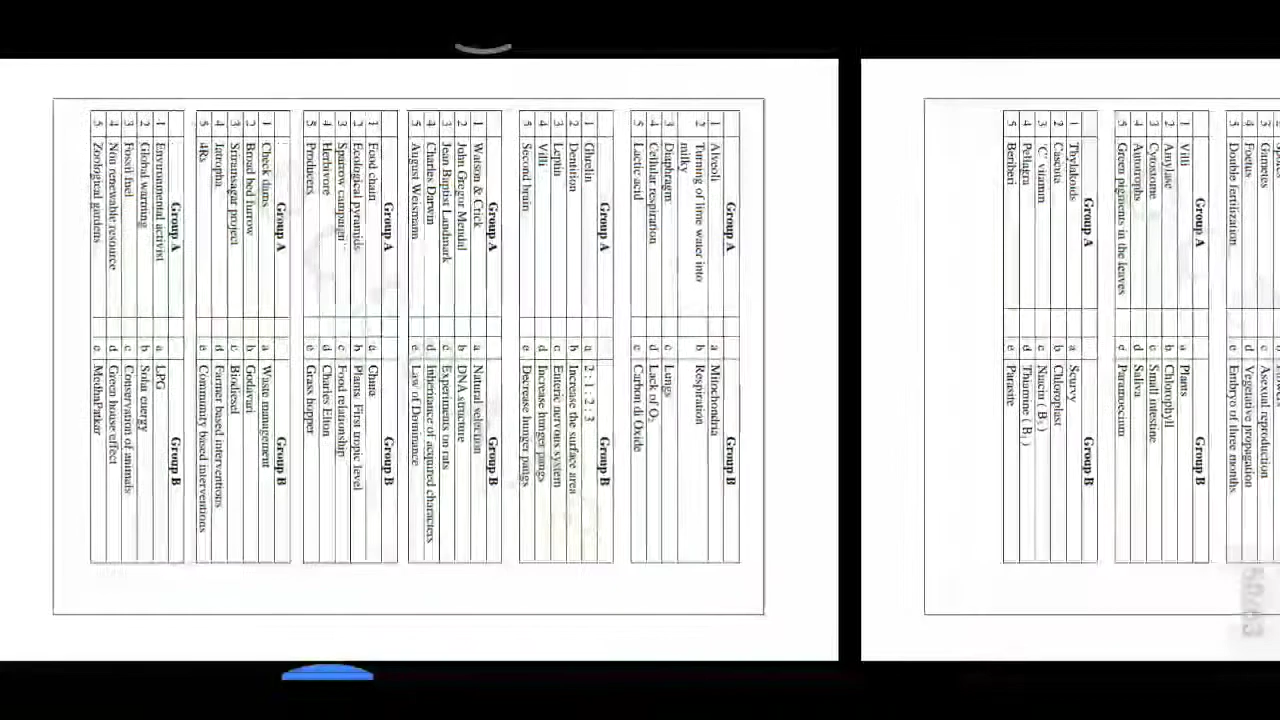 Group A Group B
1 Alveoli a Mitochondria
2 Turning of lime water into b Respiration
milky
3 Diaphragm c Lungs
4 Cellular respiration d Lack of O2
5 Lactic acid e Carbon di Oxide
Group A Group B
1 Ghrelin a 2 : 1 : 2 : 3
2 Dentition b Increase the surface area
3 Leptin c Enteric nervous system
4 Villi d Increase hunger pangs
5 Second brain e Decrease hunger pangs
Group A Group B
1 Watson & Crick a Natural selection
2 John Gregor Mendal b DNA structure
3 Jean Baptist Landmark c Experiments on rats
4 Charles Darwin d Inheritance of acquired characters
5 August Weismann e Law of Dominance
Group A Group B
1 Food chain a China
2 Ecological pyramids b Plants: First tropic level
3 Sparrow campaign c Food relationship
4 Herbivore d Charles Elton
5 Producers e Grass hopper
Group A Group B
1 Check dams a Waste management
2 Broad bed furrow b Godavari
3 Sriramsagar project c Biodiesel
4 Jatropha d Farmer based interventions
5 4Rs e Community based interventions
Group A Group B
1 Environmental activist a LPG
2 Global warming b Solar energy
3 Fossil fuel c Conservation of animals
4 Non renewable resource d Green house effect
5 Zoological gardens e MedhaPatkar
3 Gametes c Asexual reproduction
4 Foetus d Vegetative propagation
5 Double fertilization e Embryo of three months
Group A Group B
1 Villi a Plants
2 Amylase b Chlorophyll
3 Cytostome c Small intestine
4 Autotrophs d Saliva
5 Green pigments in the leaves e Paramoecium
Group A Group B
1 Thylakoids a Scurvy
2 Cascuta b Chloroplast
3 'C' vitamin c Niacin ( B3 )
4 Pellagra d Thiamine ( B1 )
5 Beriberi e Parasite
50/63